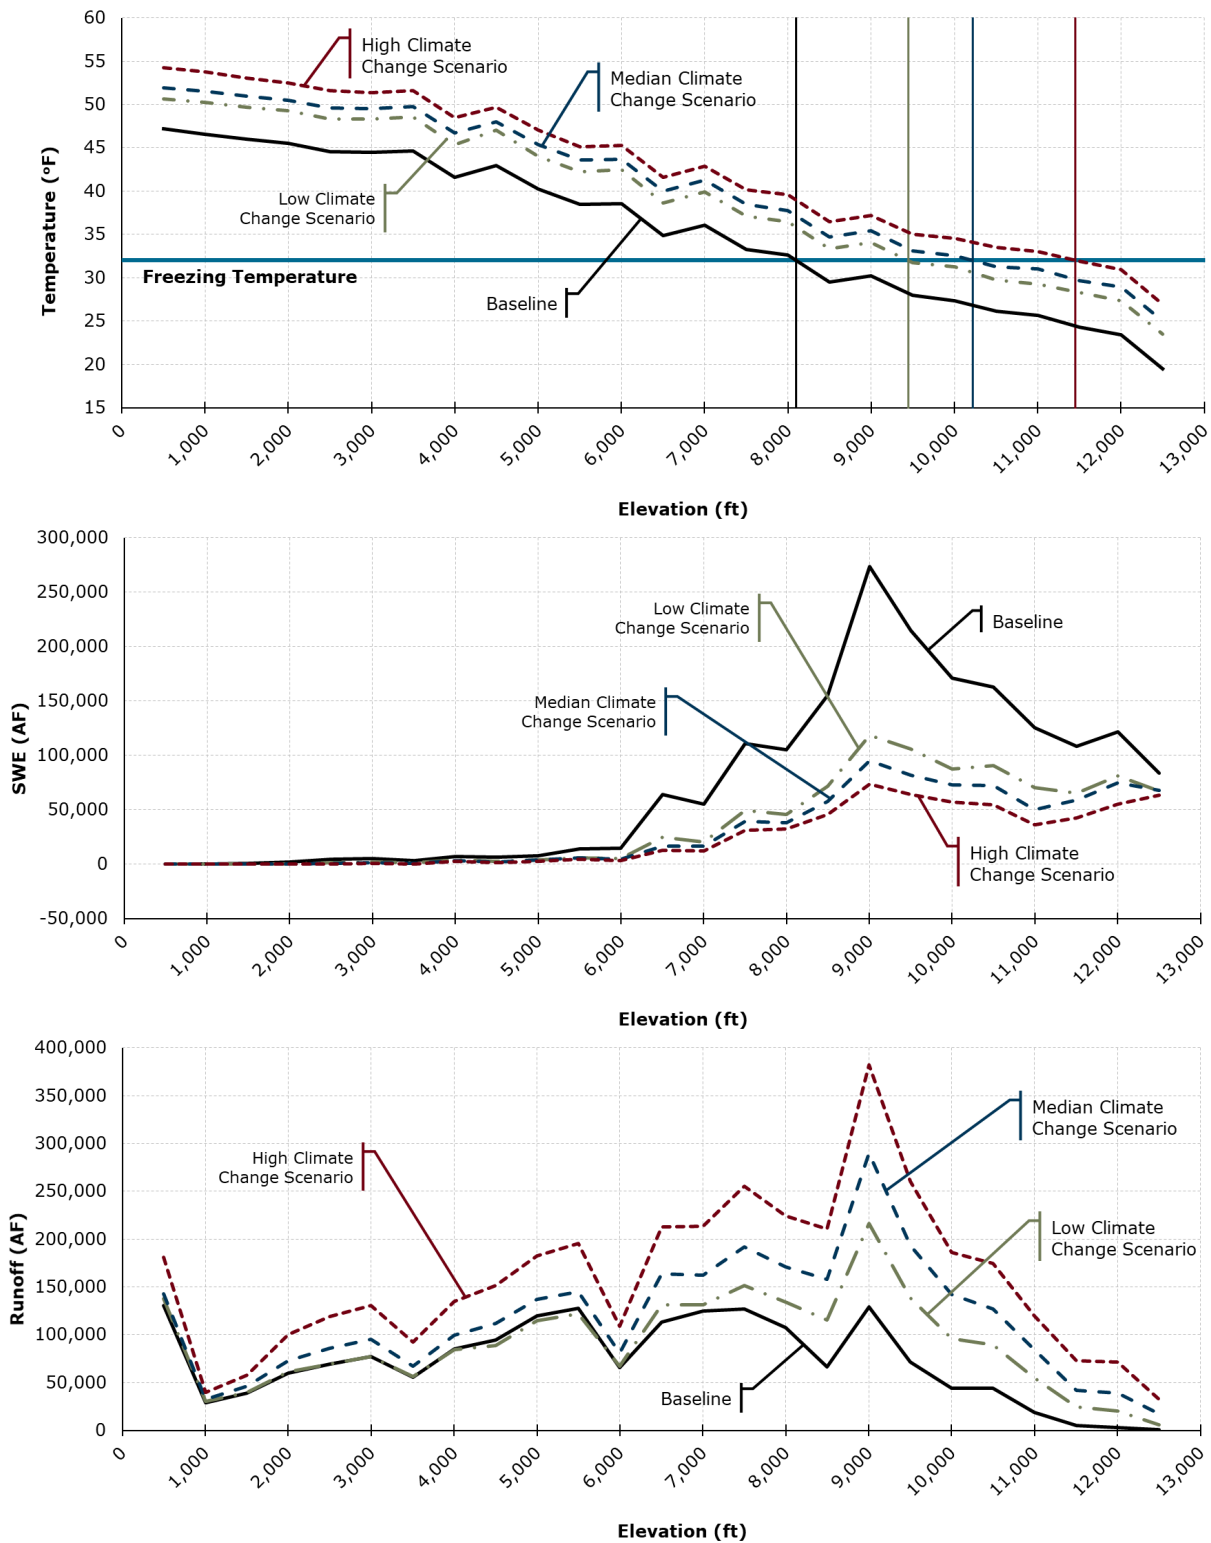 60
55
50
45
40
35
30
25
20
15
Temperature (ºF)
High Climate
Change Scenario
Median Climate
Change Scenario
Low Climate
Change Scenario
Freezing Temperature
Baseline
0
1,000
2,000
3,000
4,000
5,000
6,000
7,000
8,000
9,000
10,000
11,000
12,000
13,000
Elevation (ft)
300,000
250,000
200,000
150,000
100,000
50,000
0
-50,000
SWE (AF)
Low Climate
Change Scenario
Baseline
Median Climate
Change Scenario
High Climate
Change Scenario
0
1,000
2,000
3,000
4,000
5,000
6,000
7,000
8,000
9,000
10,000
11,000
12,000
13,000
Elevation (ft)
400,000
350,000
300,000
250,000
200,000
150,000
100,000
50,000
0
Runoff (AF)
Median Climate
Change Scenario
High Climate
Change Scenario
Low Climate
Change Scenario
Baseline
0
1,000
2,000
3,000
4,000
5,000
6,000
7,000
8,000
9,000
10,000
11,000
12,000
13,000
Elevation (ft)